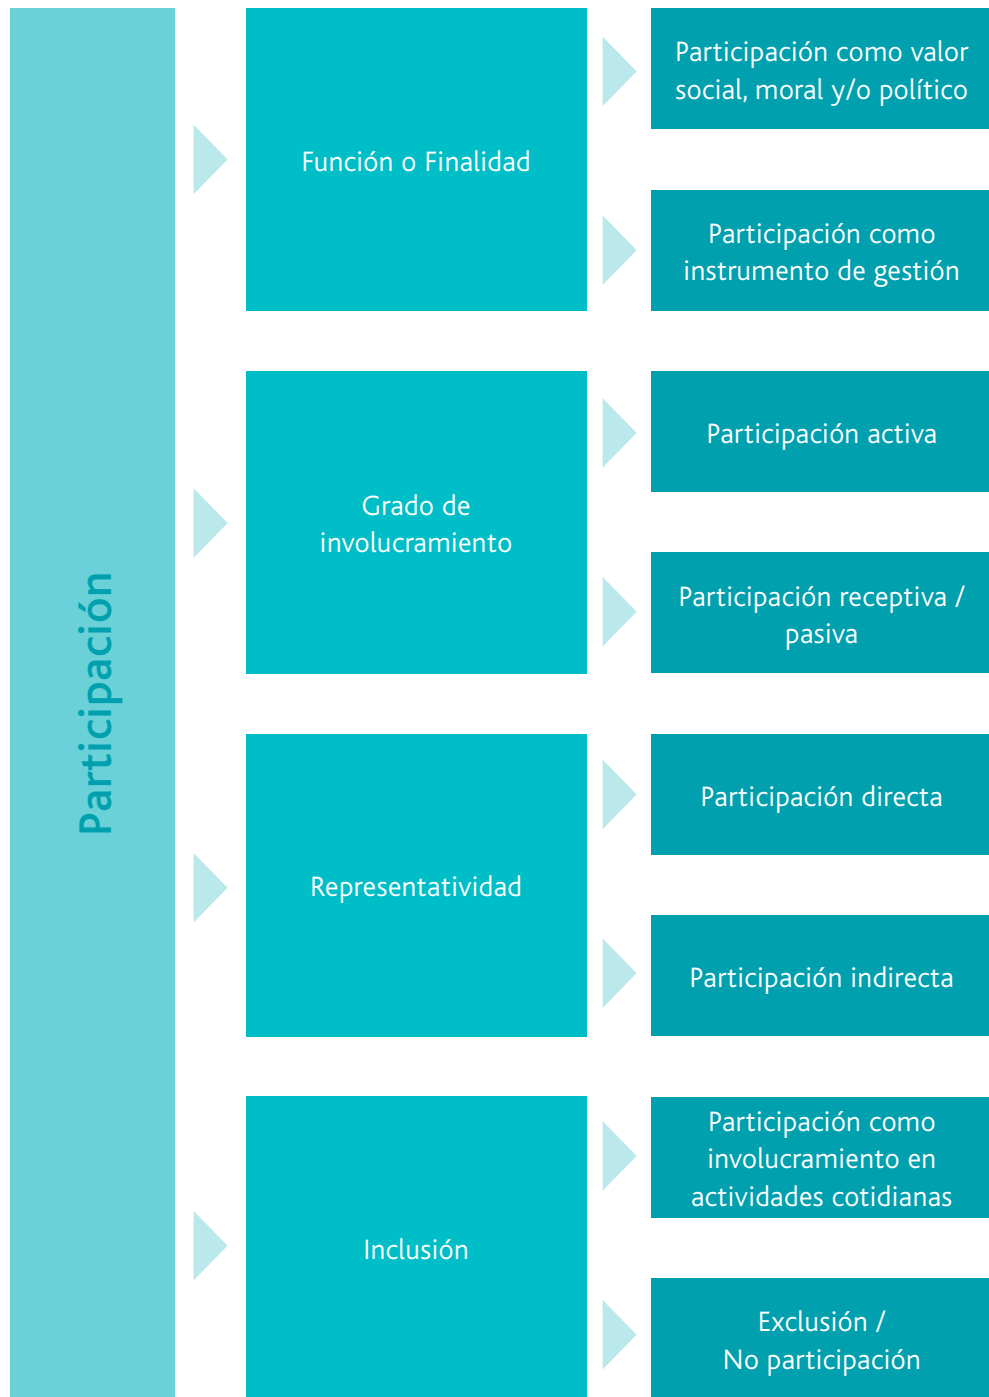 Participación
Función o Finalidad
Participación como valor
social, moral y/o político
Participación como
instrumento de gestión
Grado de
involucramiento
Participación activa
Participación receptiva /
pasiva
Representatividad
Participación directa
Participación indirecta
Inclusión
Participación como
involucramiento en
actividades cotidianas
Exclusión /
No participación